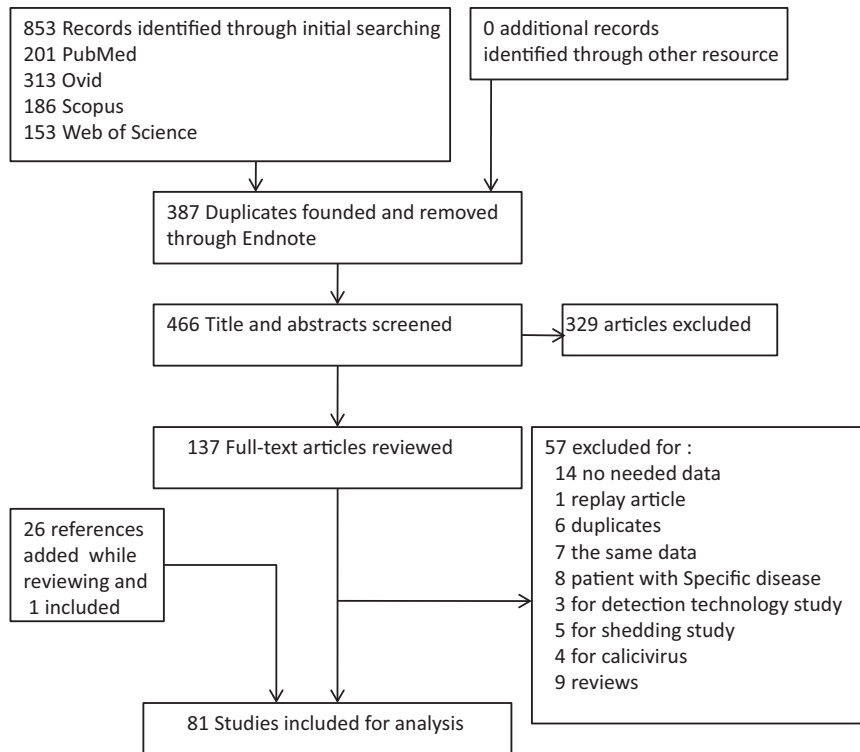 853 Records identified through initial searching
201 PubMed
313 Ovid
186 Scopus
153 Web of Science
0 additional records
identified through other resource
387 Duplicates founded and removed
through Endnote
466 Title and abstracts screened
329 articles excluded
137 Full-text articles reviewed
57 excluded for :
14 no needed data
1 replay article
6 duplicates
7 the same data
8 patient with Specific disease
3 for detection technology study
5 for shedding study
4 for calicivirus
9 reviews
26 references
added while
reviewing and
1 included
81 Studies included for analysis